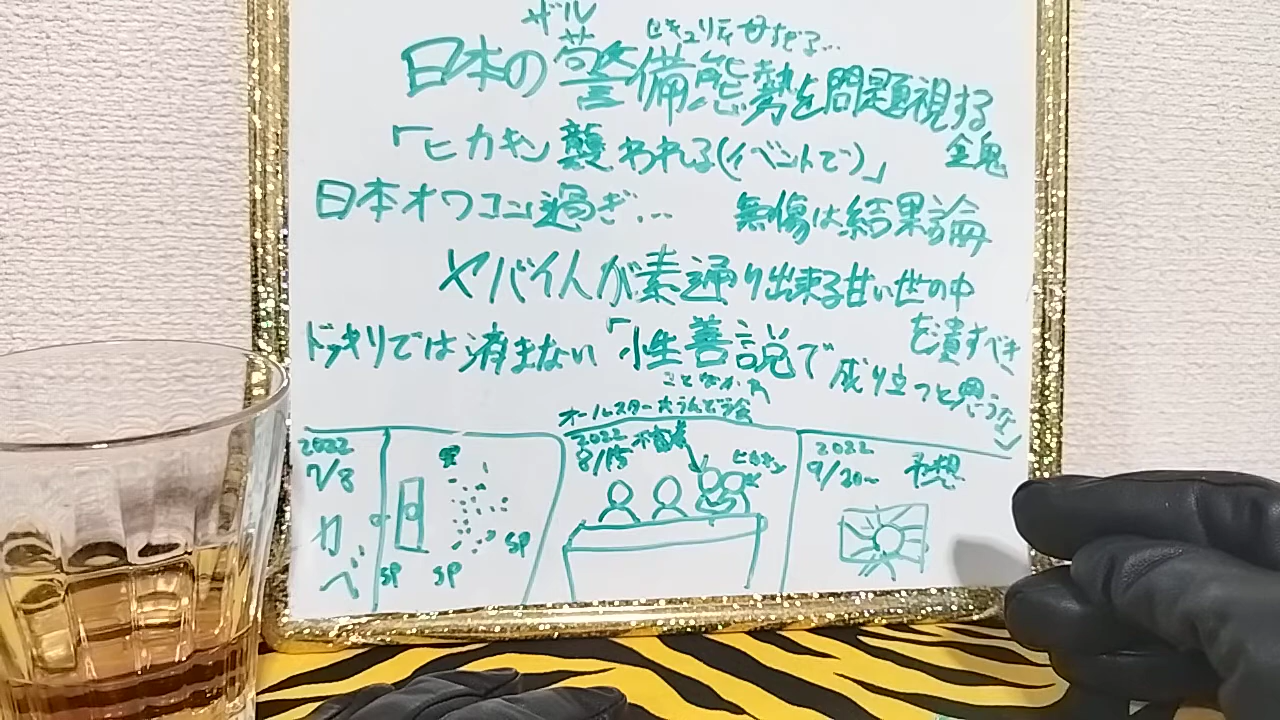 ザル セキュリティ甘すぎる…
日本の警備態勢を問題視する
金鬼
「ヒカキン襲われる(イベントで)」
日本オワコン過ぎ… 無傷は結果論
ヤバイ人が素通り出来る甘い世の中
を潰すべき
ドッキリでは済まない「性善説で成り立つと思うな」
ことなかれ
オールスター大うんどう会
2022 7/8 カベ SP SP SP
2022 8/15 不審者 ヒカキン
2022 9/20~ 予想